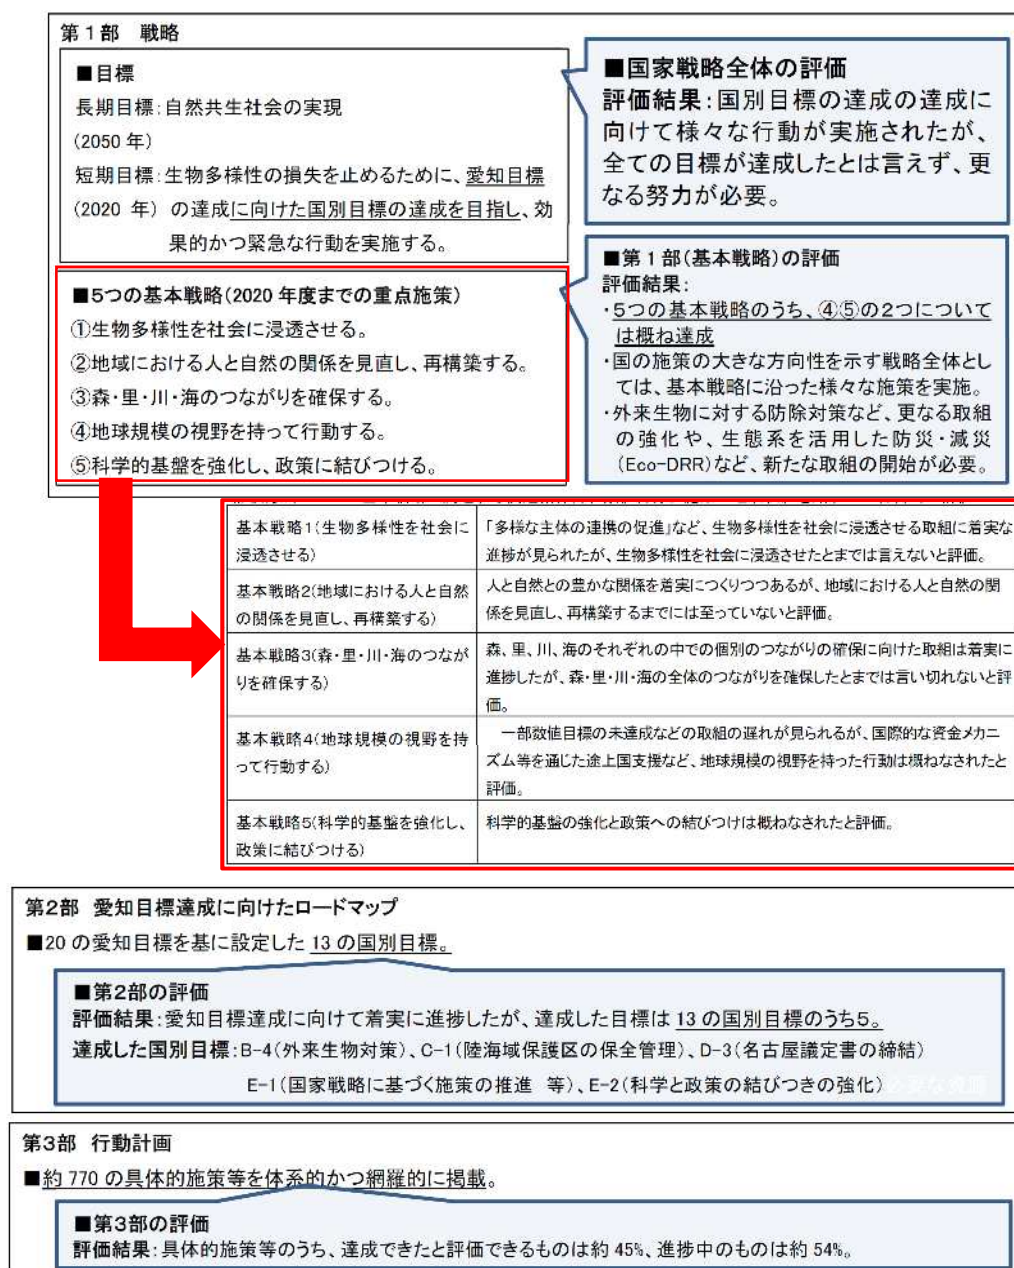 第1部　戦略
■目標
長期目標：自然共生社会の実現
(2050 年)
短期目標：生物多様性の損失を止めるために、愛知目標
(2020 年)　の達成に向けた国別目標の達成を目指し、効
果的かつ緊急な行動を実施する。
■国家戦略全体の評価
評価結果：国別目標の達成の達成に
向けて様々な行動が実施されたが、
全ての目標が達成したとは言えず、更
なる努力が必要。
■5つの基本戦略(2020 年度までの重点施策)
①生物多様性を社会に浸透させる。
②地域における人と自然の関係を見直し、再構築する。
③森・里・川・海のつながりを確保する。
④地球規模の視野を持って行動する。
⑤科学的基盤を強化し、政策に結びつける。
■第1部(基本戦略)の評価
評価結果：
・5つの基本戦略のうち、④⑤の2つについて
は概ね達成
・国の施策の大きな方向性を示す戦略全体とし
ては、基本戦略に沿った様々な施策を実施。
・外来生物に対する防除対策など、更なる取組
の強化や、生態系を活用した防災・減災
(Eco-DRR)など、新たな取組の開始が必要。
基本戦略1(生物多様性を社会に
浸透させる)
「多様な主体の連携の促進」など、生物多様性を社会に浸透させる取組に着実な
進捗が見られたが、生物多様性を社会に浸透させたとまでは言えないと評価。
基本戦略2(地域における人と自然
の関係を見直し、再構築する)
人と自然との豊かな関係を着実につくりつつあるが、地域における人と自然の関
係を見直し、再構築するまでには至っていないと評価。
基本戦略3(森・里・川・海のつなが
りを確保する)
森、里、川、海のそれぞれの中での個別のつながりの確保に向けた取組は着実に
進捗したが、森・里・川・海の全体のつながりを確保したとまでは言い切れないと評
価。
基本戦略4(地球規模の視野を持
って行動する)
一部数値目標の未達成などの取組の遅れが見られるが、国際的な資金メカニ
ズム等を通じた途上国支援など、地球規模の視野を持った行動は概ねなされたと
評価。
基本戦略5(科学的基盤を強化し、
政策に結びつける)
科学的基盤の強化と政策への結びつけは概ねなされたと評価。
第2部　愛知目標達成に向けたロードマップ
■20 の愛知目標を基に設定した 13 の国別目標。
■第2部の評価
評価結果：愛知目標達成に向けて着実に進捗したが、達成した目標は 13 の国別目標のうち5。
達成した国別目標：B-4(外来生物対策)、C-1(陸海域保護区の保全管理)、D-3(名古屋議定書の締結)
E-1(国家戦略に基づく施策の推進　等)、E-2(科学と政策の結びつきの強化)
第3部　行動計画
■約 770 の具体的施策等を体系的かつ網羅的に掲載。
■第3部の評価
評価結果：具体的施策等のうち、達成できたと評価できるものは約 45%、進捗中のものは約 54%。